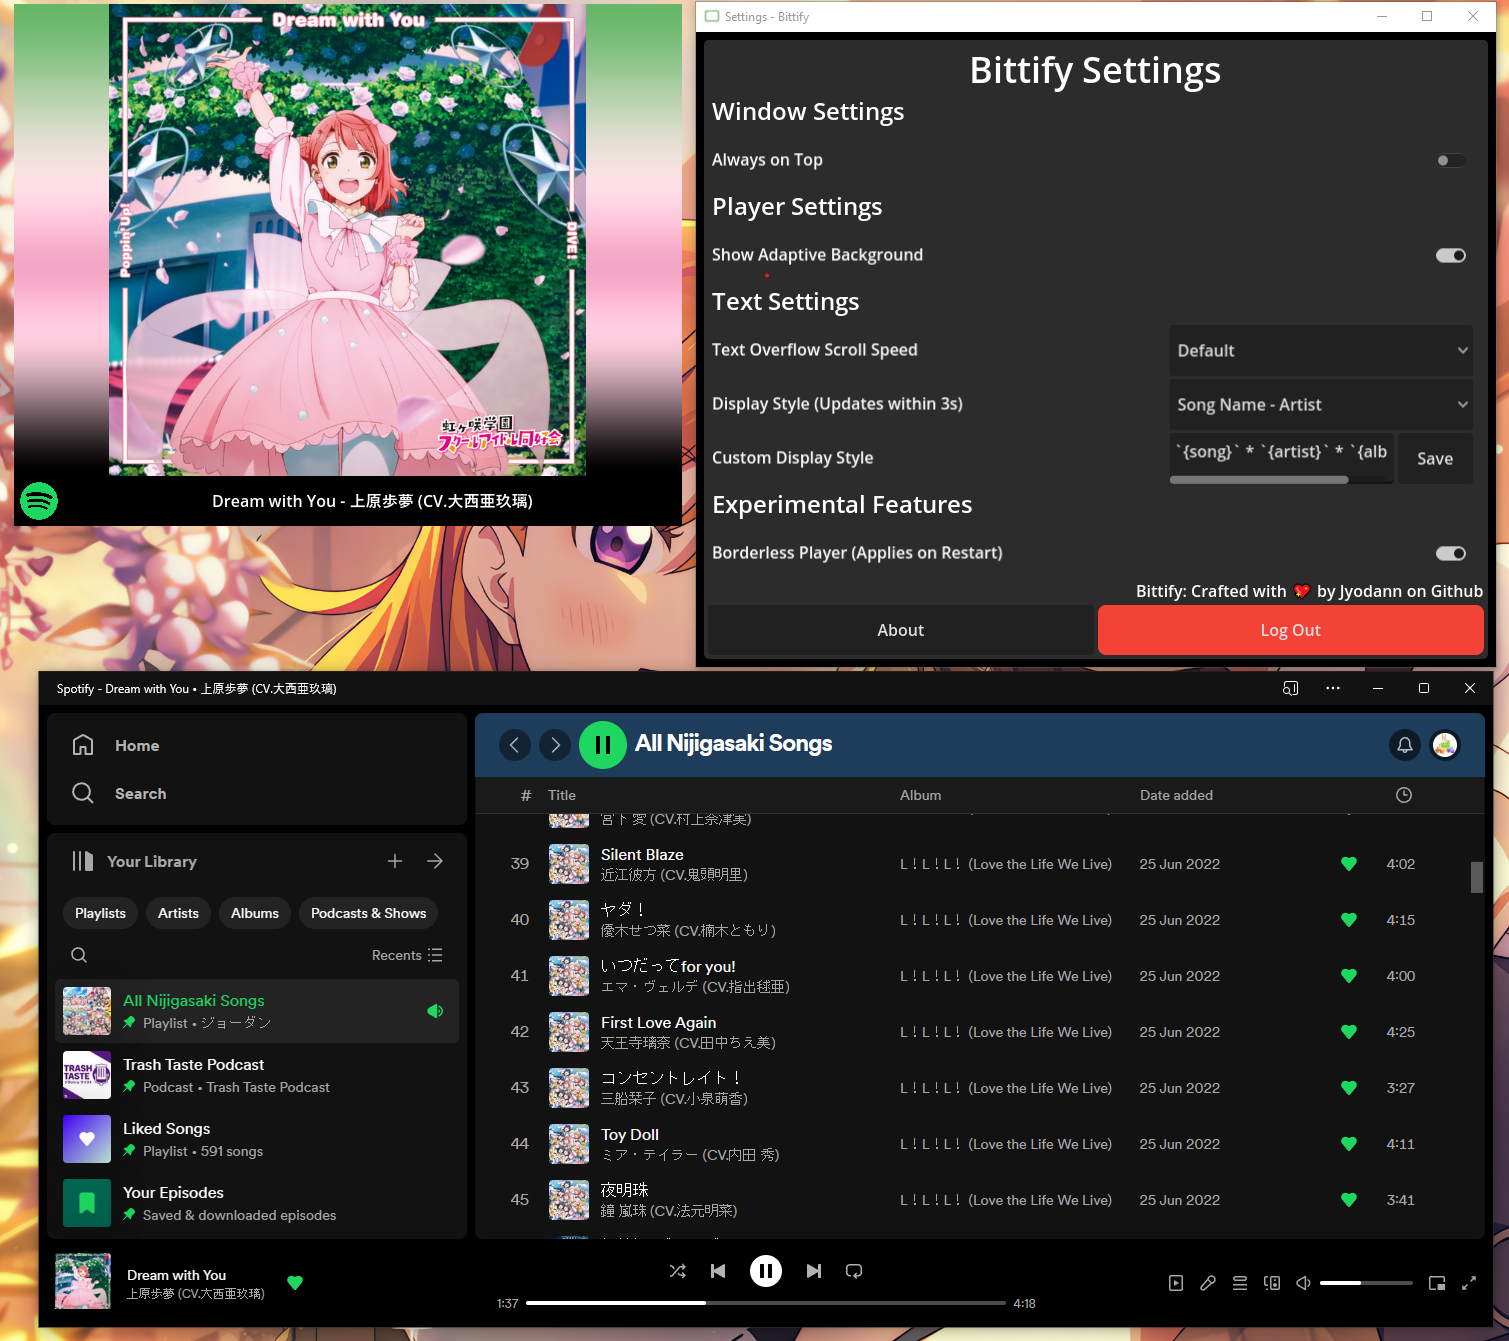 Dream with You
Poppin' Up!
DIVE!
虹ヶ咲学園
スクールアイドル同好会
Dream with You - 上原歩夢 (CV.大西亜玖璃)
Settings - Bittify
Bittify Settings
Window Settings
Always on Top
Player Settings
Show Adaptive Background
Text Settings
Text Overflow Scroll Speed
Default
Display Style (Updates within 3s)
Song Name - Artist
Custom Display Style
`{song}` * `{artist}` * `{alb
Save
Experimental Features
Borderless Player (Applies on Restart)
Bittify: Crafted with 💖 by Jyodann on Github
About
Log Out
Spotify - Dream with You • 上原歩夢 (CV.大西亜玖璃)
Home
Search
Your Library
Playlists
Artists
Albums
Podcasts & Shows
Recents
All Nijigasaki Songs
Playlist • ジョーダン
TRASH TASTE
Trash Taste Podcast
Podcast • Trash Taste Podcast
Liked Songs
Playlist • 591 songs
Your Episodes
Saved & downloaded episodes
All Nijigasaki Songs
# Title Album Date added
宮下 愛 (CV.村上奈津実)
39 Silent Blaze L！L！L！ (Love the Life We Live) 25 Jun 2022 4:02
近江彼方 (CV.鬼頭明里)
40 ヤダ！ L！L！L！ (Love the Life We Live) 25 Jun 2022 4:15
優木せつ菜 (CV.楠木ともり)
41 いつだってfor you! L！L！L！ (Love the Life We Live) 25 Jun 2022 4:00
エマ・ヴェルデ (CV.指出毬亜)
42 First Love Again L！L！L！ (Love the Life We Live) 25 Jun 2022 4:25
天王寺璃奈 (CV.田中ちえ美)
43 コンセントレイト！ L！L！L！ (Love the Life We Live) 25 Jun 2022 3:27
三船栞子 (CV.小泉萌香)
44 Toy Doll L！L！L！ (Love the Life We Live) 25 Jun 2022 4:11
ミア・テイラー (CV.内田 秀)
45 夜明珠 L！L！L！ (Love the Life We Live) 25 Jun 2022 3:41
鐘 嵐珠 (CV.法元明菜)
Dream with You
上原歩夢 (CV.大西亜玖璃)
1:37
4:18